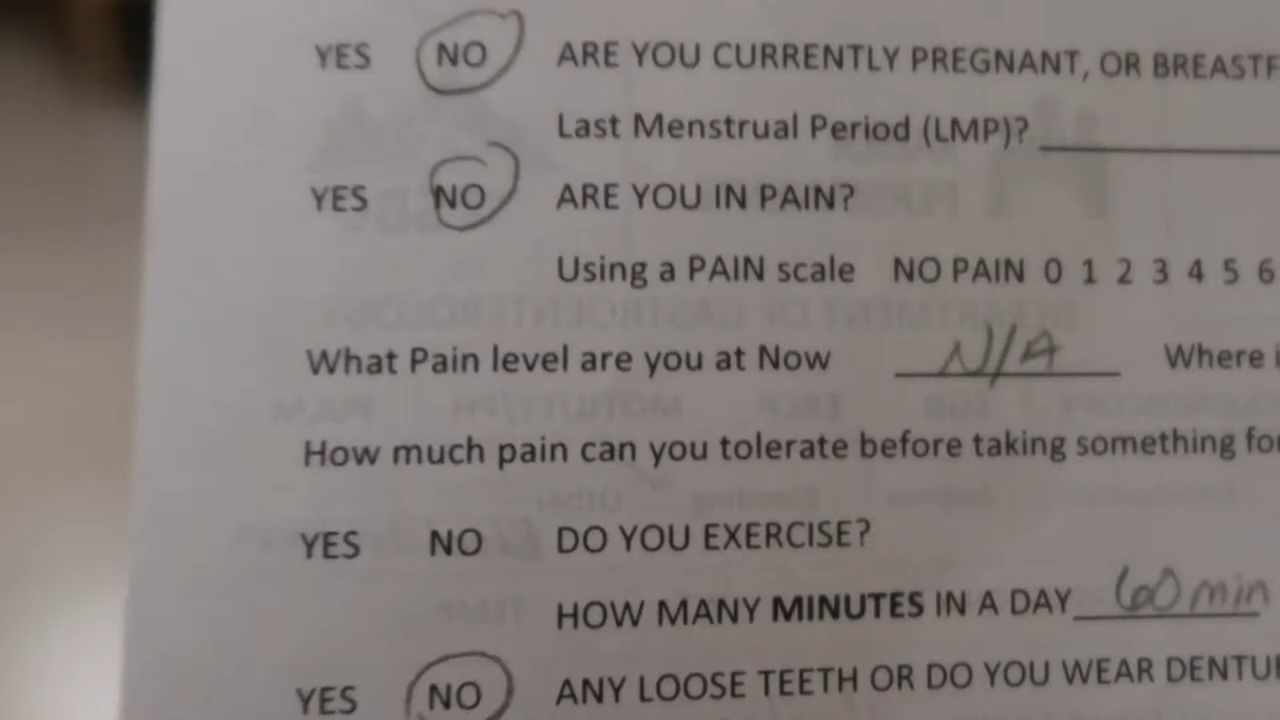 YES NO ARE YOU CURRENTLY PREGNANT, OR BREASTF
Last Menstrual Period (LMP)?
YES NO ARE YOU IN PAIN?
Using a PAIN scale NO PAIN 0 1 2 3 4 5 6
What Pain level are you at Now N/A Where i
How much pain can you tolerate before taking something for
YES NO DO YOU EXERCISE?
HOW MANY MINUTES IN A DAY 60 min
YES NO ANY LOOSE TEETH OR DO YOU WEAR DENTU